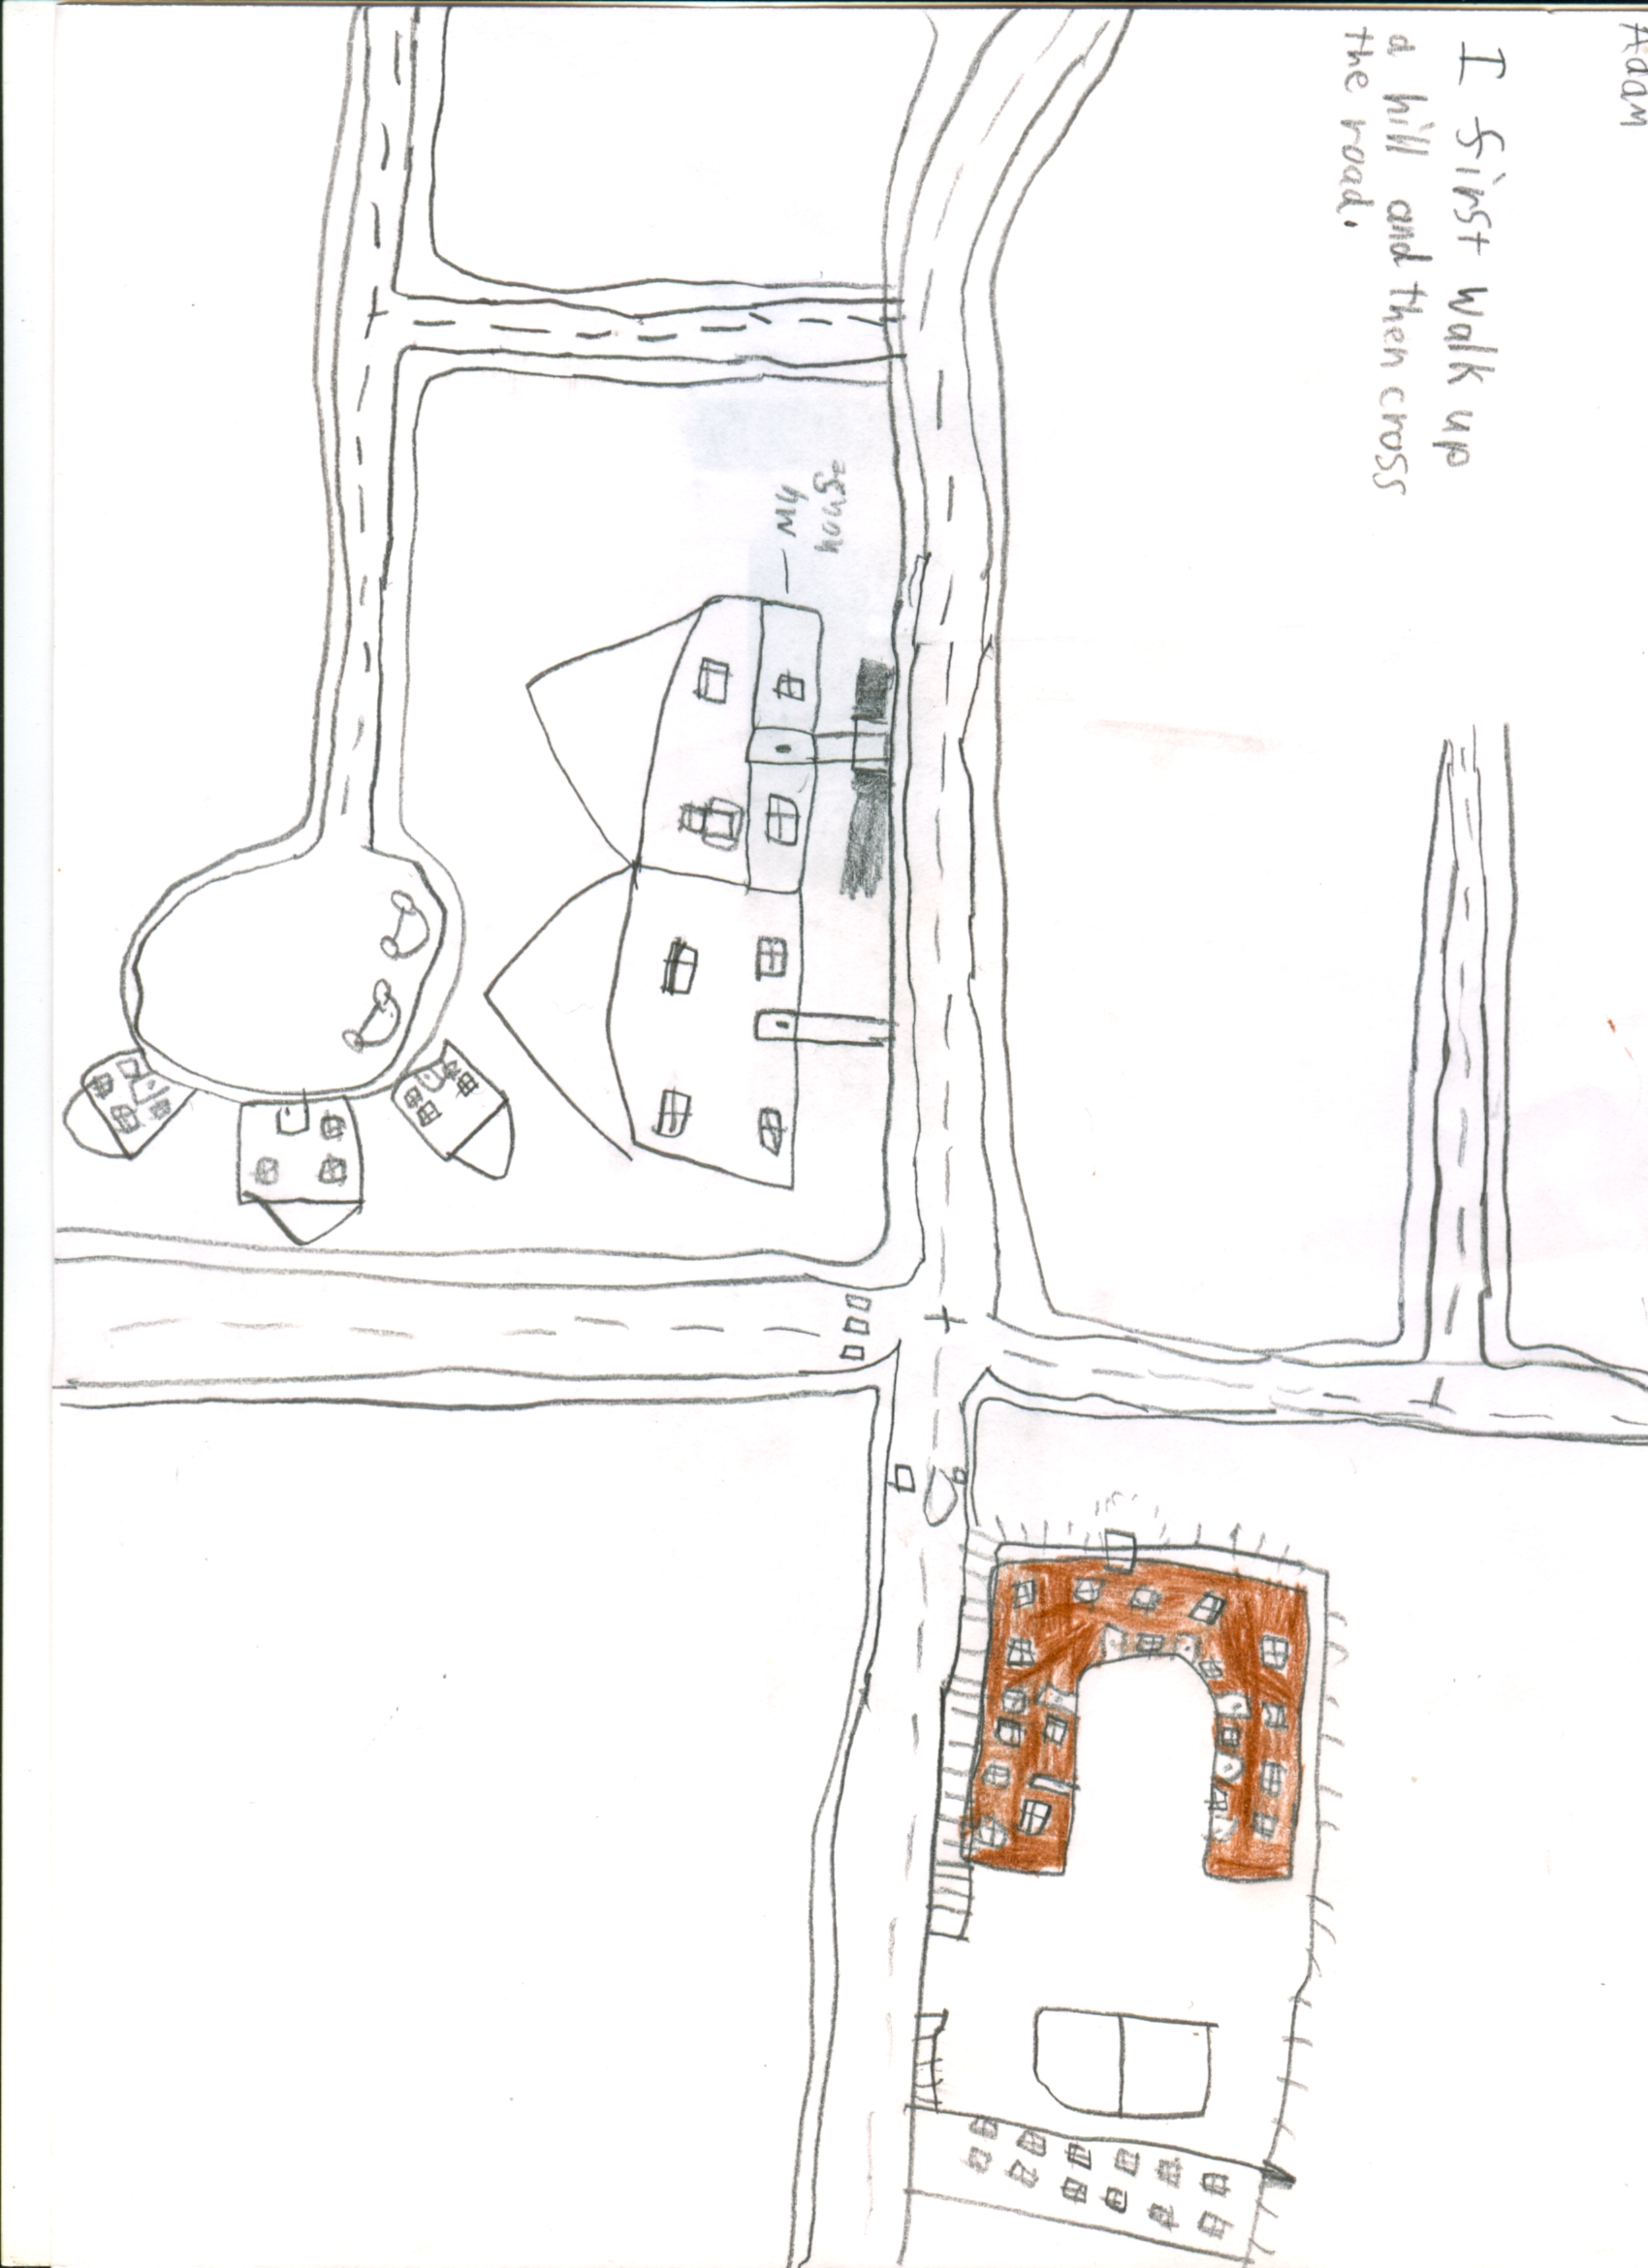 Adam
I first walk up
a hill and then cross
the road.
My
house